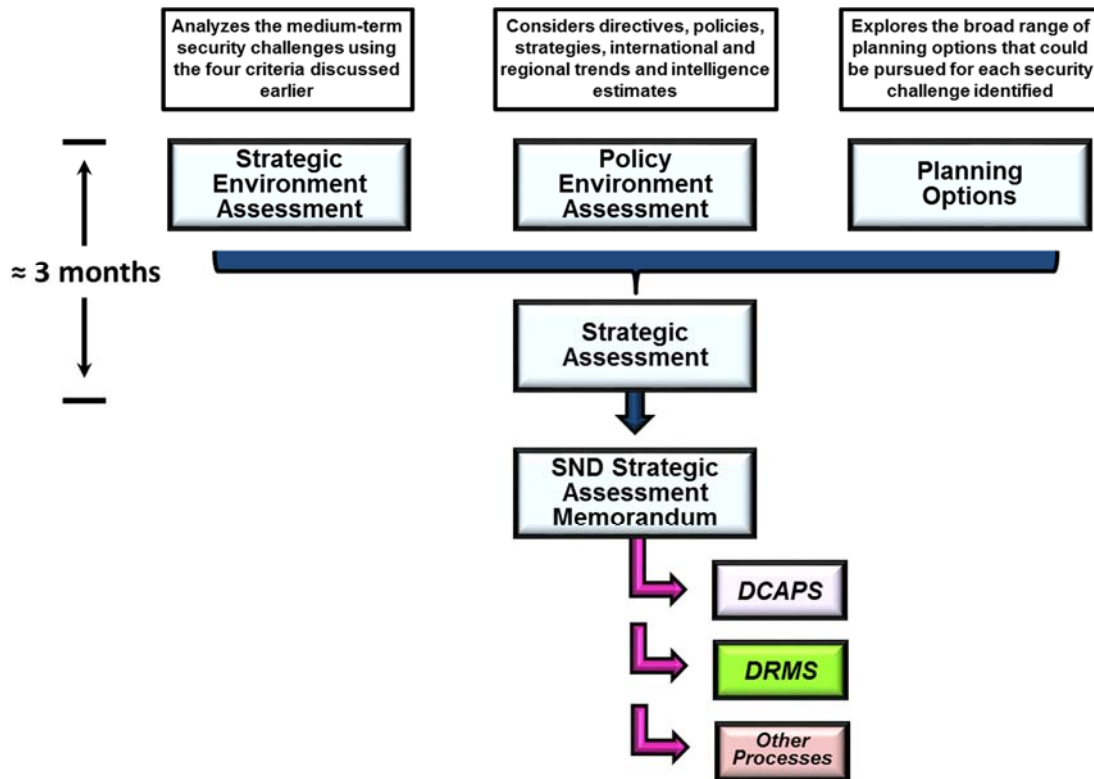 Analyzes the medium-term
security challenges using
the four criteria discussed
earlier
Considers directives, policies,
strategies, international and
regional trends and intelligence
estimates
Explores the broad range of
planning options that could
be pursued for each security
challenge identified
Strategic
Environment
Assessment
Policy
Environment
Assessment
Planning
Options
≈ 3 months
Strategic
Assessment
SND Strategic
Assessment
Memorandum
DCAPS
DRMS
Other
Processes